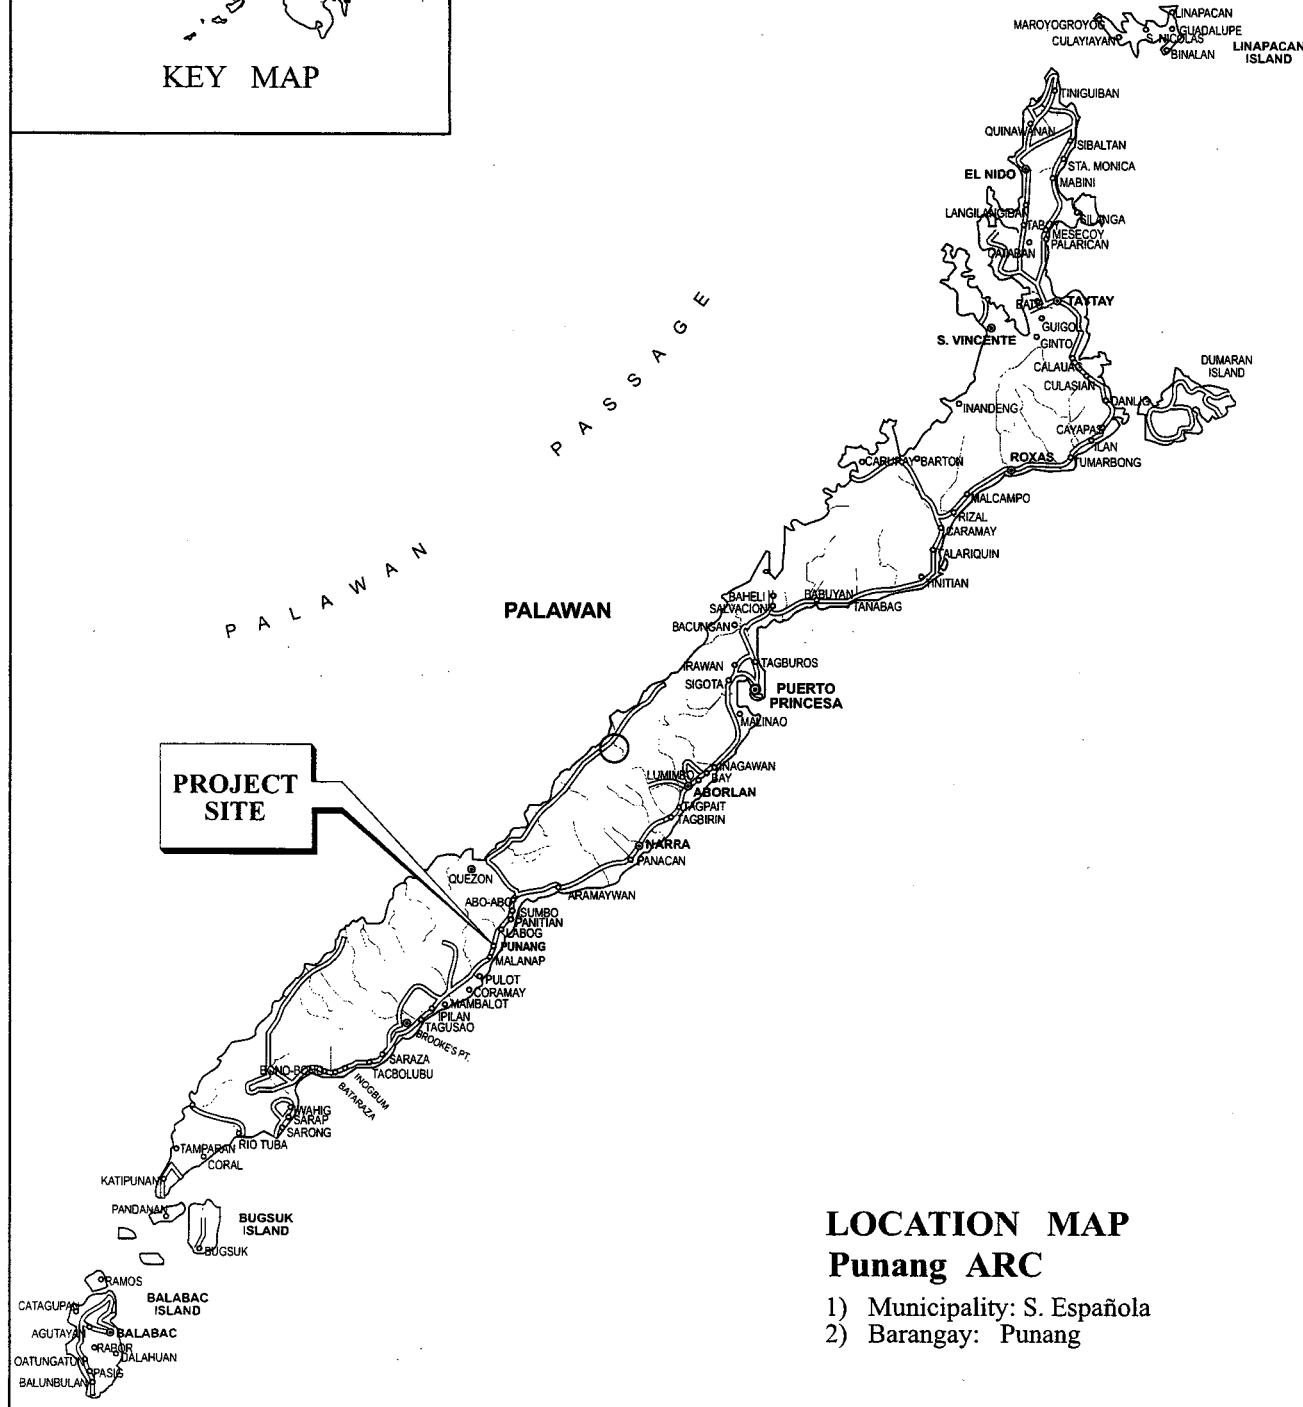 KEY MAP
LINAPACAN
MAROYOGROYOG
GUADALUPE
CULAYIAYAN
S. NICOLAS
BINALAN
LINAPACAN
ISLAND
TINIGUIBAN
QUINAWANAN
SIBALTAN
STA. MONICA
EL NIDO
MABINI
LANGILANGIBAN
SILANGA
TABOY
MESECOY
PALARICAN
TAYTAY
GUIGOL
S. VINCENTE
GINTO
CALAUAG
CULASIAN
DUMARAN
ISLAND
DANLIG
INANDENG
CAYAPAS
ILAN
ROXAS
TUMARBONG
CARURAY
BARTON
MALCAMPO
RIZAL
CARAMAY
TALARIQUIN
TINITIAN
PALAWAN PASSAGE
PALAWAN
BAHELI
SALVACION
BABUYAN
TANABAG
BACUNGAN
IRAWAN
TAGBUROS
SIGOTA
PUERTO
PRINCESA
MALINAO
INAGAWAN
LUMIMBO
BAY
ABORLAN
TAGPAIT
TAGBIRIN
NARRA
PANACAN
PROJECT
SITE
QUEZON
ARAMAYWAN
ABO-ABO
ISUMBO
PANITIAN
LABOG
PUNANG
MALANAP
PULOT
CORAMAY
MAMBALOT
IPILAN
TAGUSAO
BROOKE'S PT.
SARAZA
TACBOLUBU
BONO-BONO
INOGBUM
BATARAZA
WAHIG
SARAP
SARONG
RIO TUBA
TAMPARAN
CORAL
KATIPUNAN
PANDANAN
BUGSUK
ISLAND
BUGSUK
RAMOS
BALABAC
ISLAND
CATAGUPAN
AGUTAYAN
BALABAC
RABOR
DALAHUAN
OATUNGATUN
PASIG
BALUNBULAN
LOCATION MAP
Punang ARC
1) Municipality: S. Española
2) Barangay: Punang